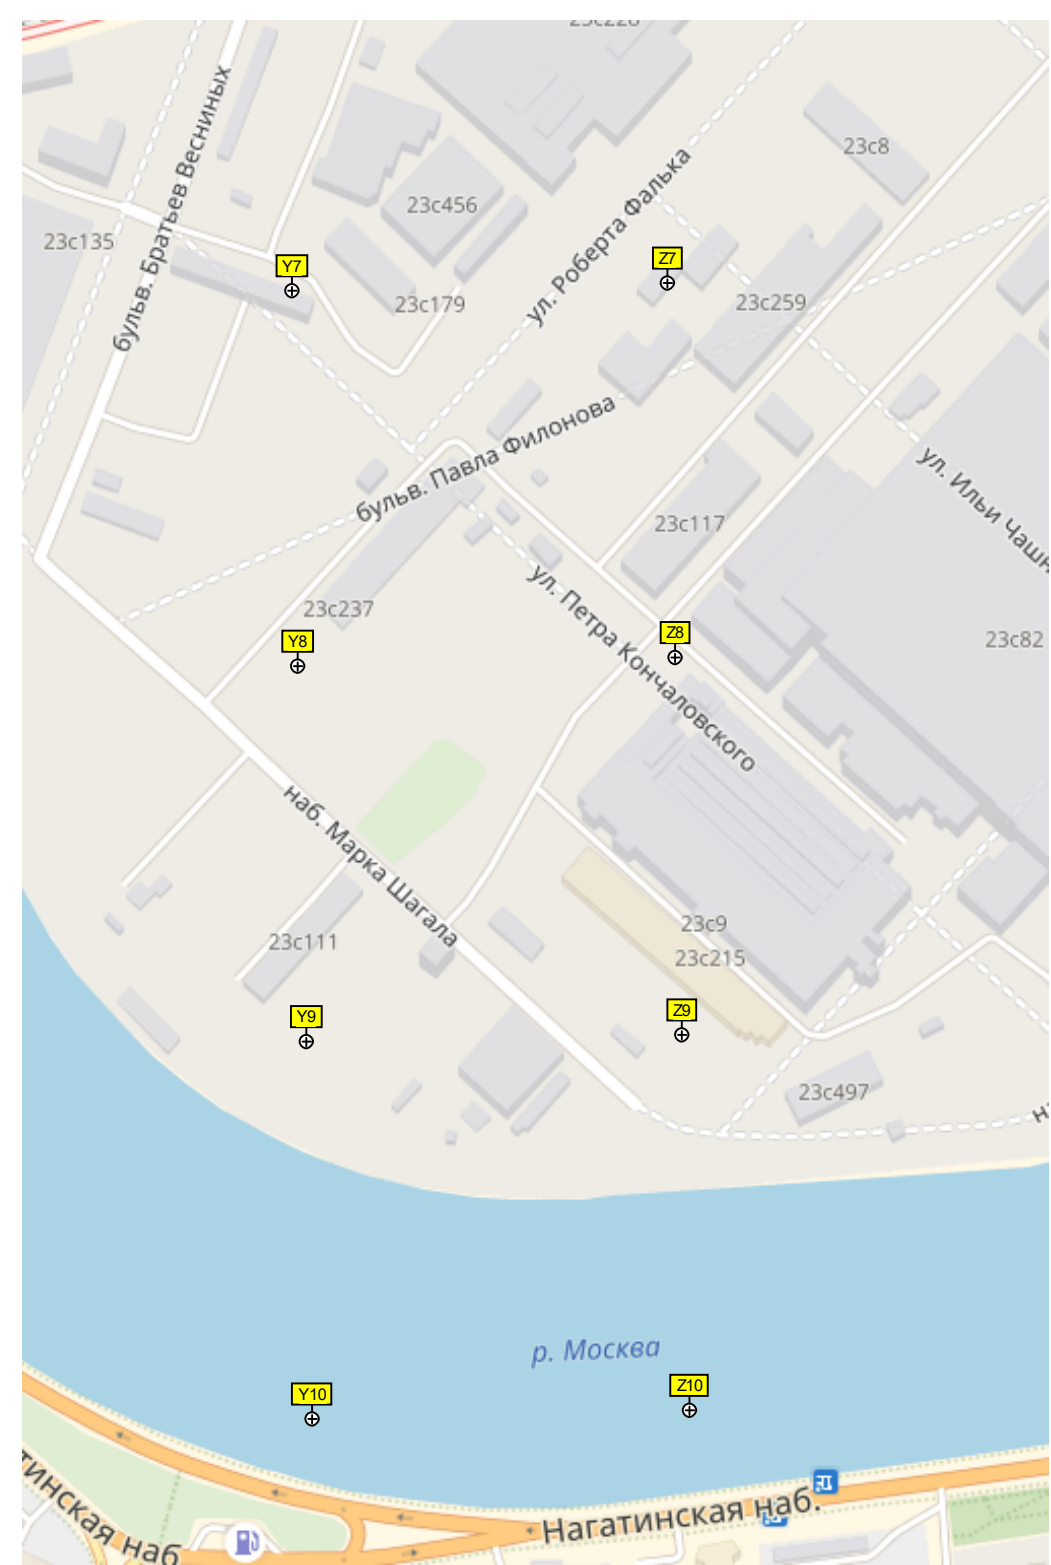 23с228
бульв. Братьев Весниных
23с8
ул. Роберта Фалька
23с456
23с135
Z7
Y7
23с179
23с259
бульв. Павла Филонова
ул. Ильи Чашн
23с117
ул. Петра Кончаловского
23с237
Z8
Y8
23с82
наб. Марка Шагала
23с9
23с111
23с215
Z9
Y9
23с497
р. Москва
Z10
Y10
Нагатинская наб.
тинская наб